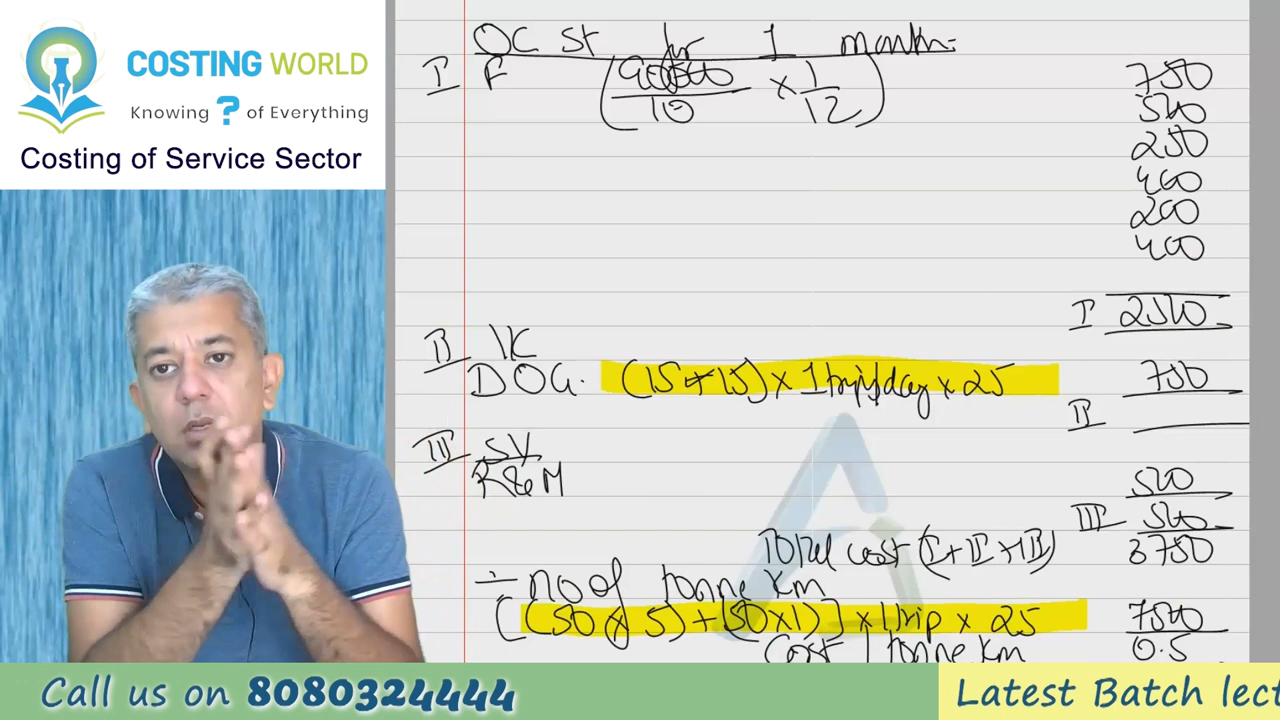 COSTING WORLD
Knowing ? of Everything
Costing of Service Sector
OC St for 1 month:
I F (90000/10 × 1/12) 750
500
250
400
200
400
I 2500
II VC
DOG. (15+15) × 1 trip/day × 25 750
II
III SV
R&M 500
III 500
Total cost (I+II+III) 3750
÷ no of tonne km
[(50 × 5) + (50×1)] × 1 trip × 25 7500
Cost / tonne km 0.5
Call us on 8080324444
Latest Batch lect